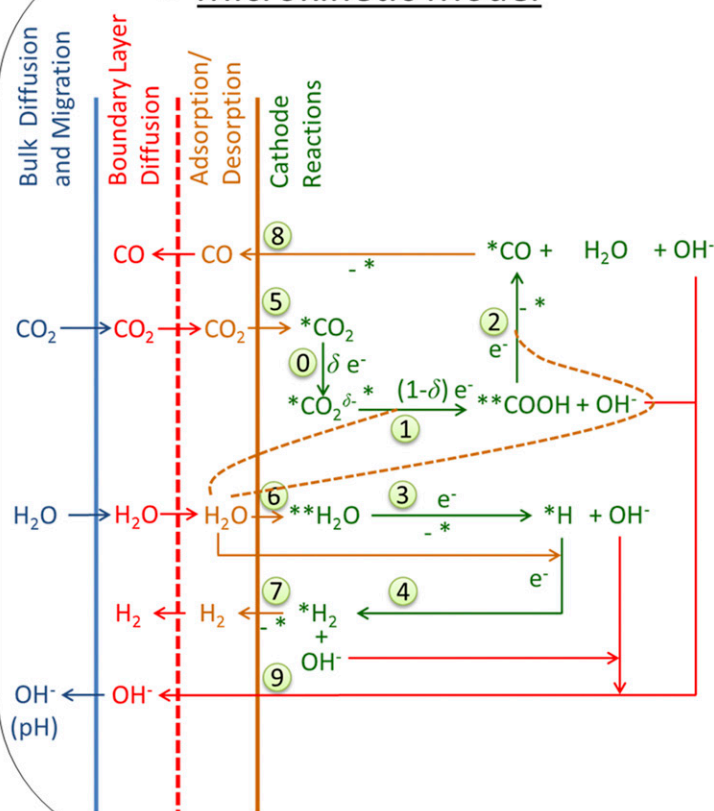 Microkinetic Model
Bulk Diffusion
and Migration
Boundary Layer
Diffusion
Adsorption/
Desorption
Cathode
Reactions
CO CO 8 - * *CO + H₂O + OH⁻
5
CO₂ CO₂ CO₂ *CO₂ 2 - *
e⁻
0 δ e⁻
*CO₂^δ⁻ * (1-δ) e⁻ **COOH + OH⁻
1
6 3 e⁻
H₂O H₂O H₂O **H₂O - * *H + OH⁻
e⁻
7 4
H₂ H₂ - * *H₂
+
OH⁻
9
OH⁻ OH⁻
(pH)